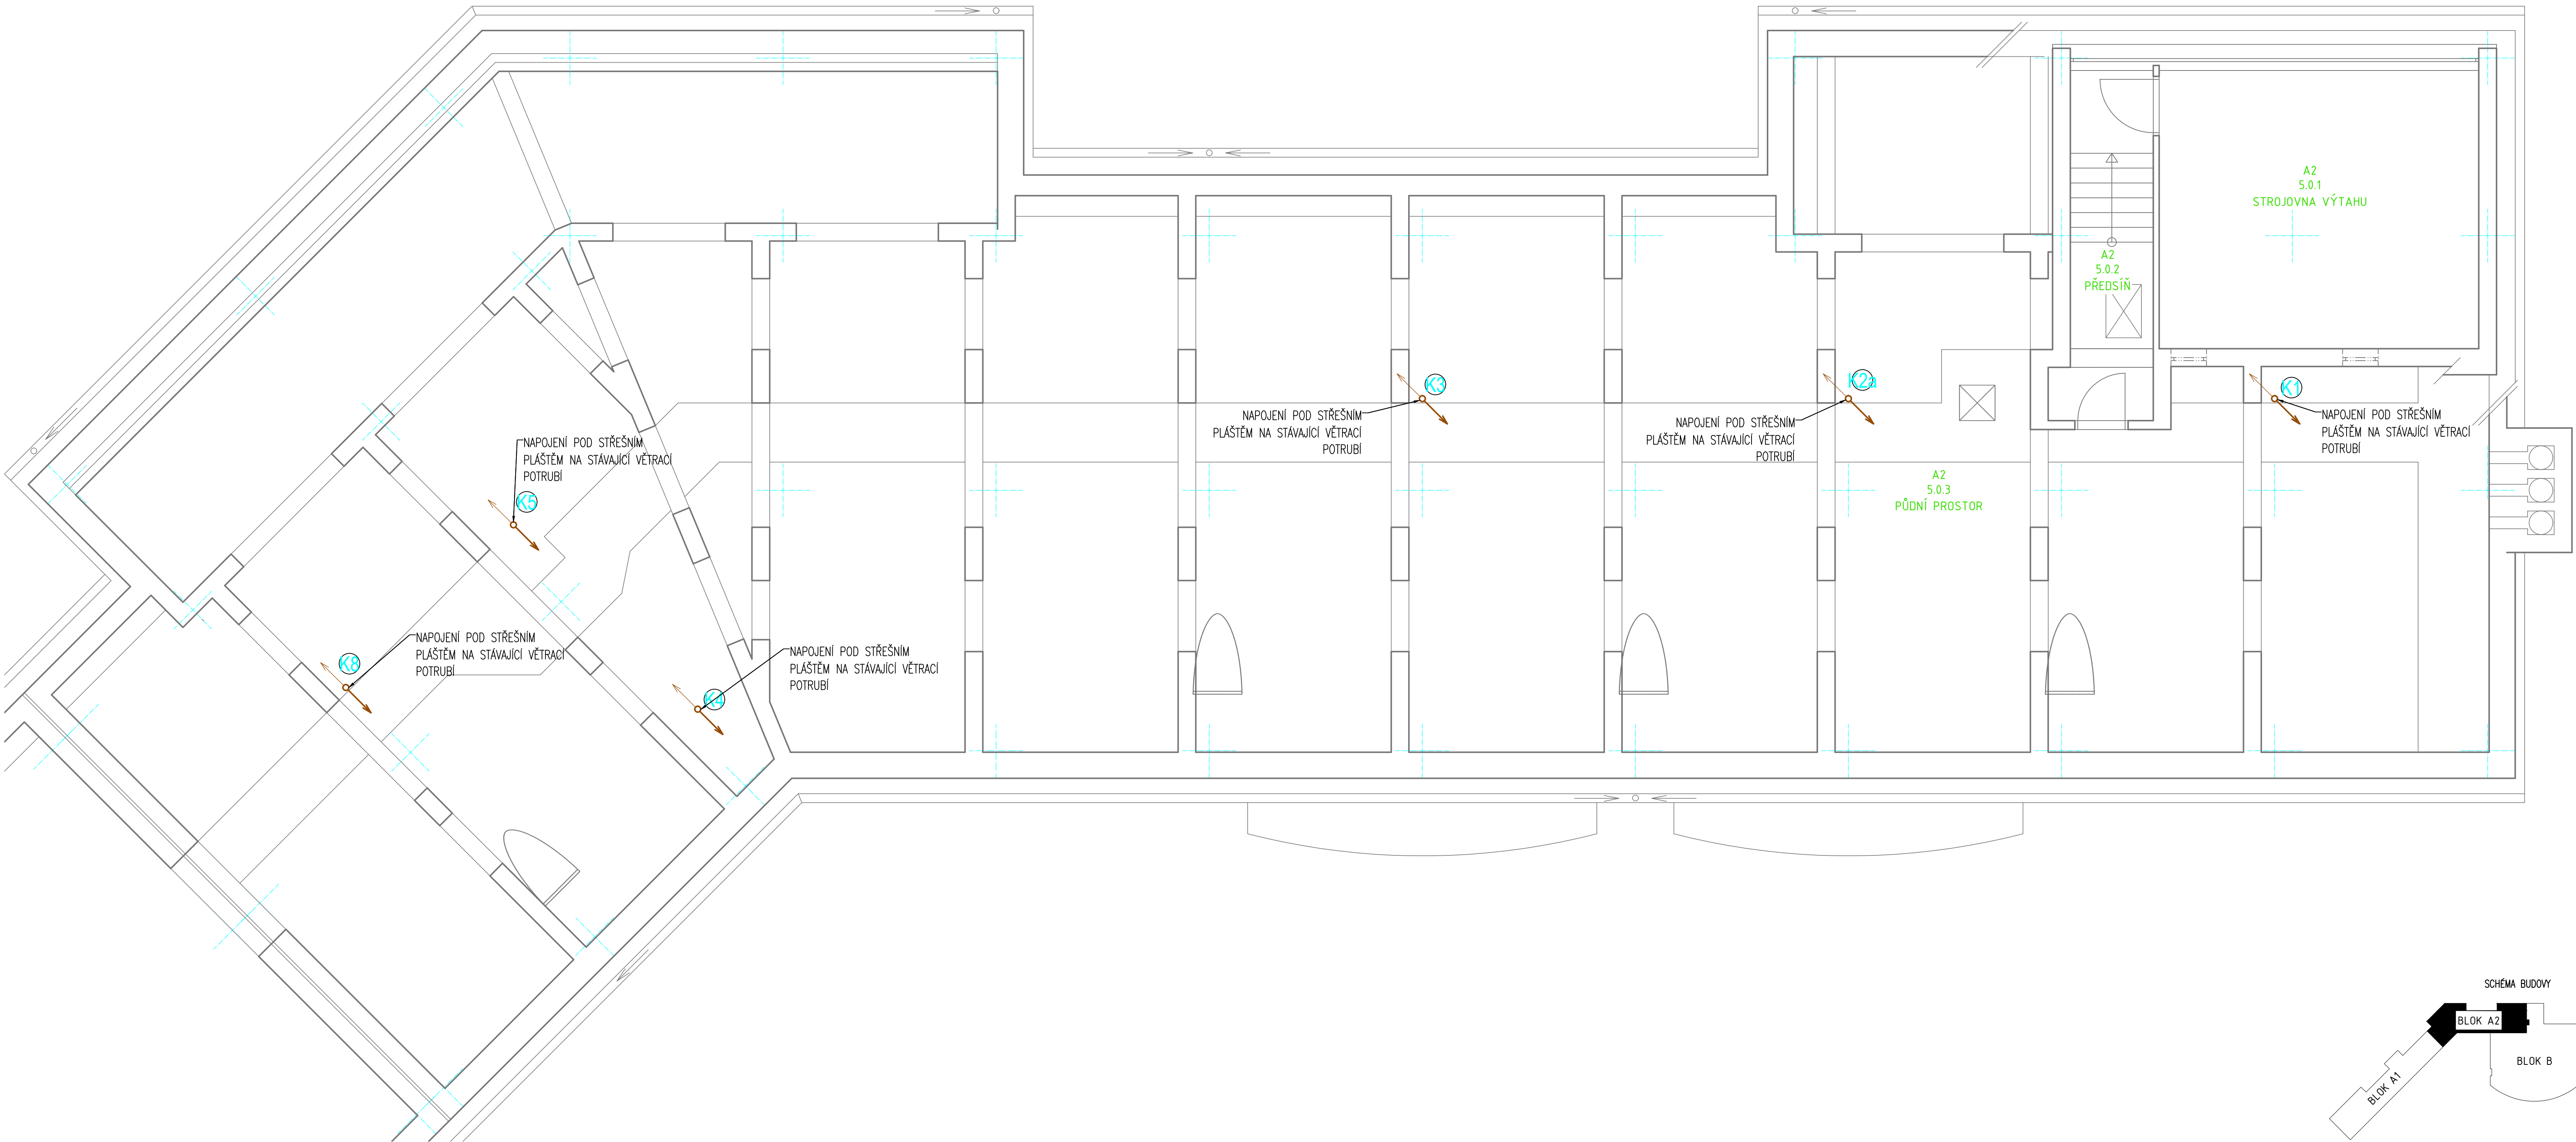 A2
5.0.1
STROJOVNA VÝTAHU
A2
5.0.2
PŘEDSÍŇ
K3
NAPOJENÍ POD STŘEŠNÍM
PLÁŠTĚM NA STÁVAJÍCÍ VĚTRACÍ
POTRUBÍ
K2a
NAPOJENÍ POD STŘEŠNÍM
PLÁŠTĚM NA STÁVAJÍCÍ VĚTRACÍ
POTRUBÍ
K1
NAPOJENÍ POD STŘEŠNÍM
PLÁŠTĚM NA STÁVAJÍCÍ VĚTRACÍ
POTRUBÍ
NAPOJENÍ POD STŘEŠNÍM
PLÁŠTĚM NA STÁVAJÍCÍ VĚTRACÍ
POTRUBÍ
K5
A2
5.0.3
PŮDNÍ PROSTOR
NAPOJENÍ POD STŘEŠNÍM
PLÁŠTĚM NA STÁVAJÍCÍ VĚTRACÍ
POTRUBÍ
K8
NAPOJENÍ POD STŘEŠNÍM
PLÁŠTĚM NA STÁVAJÍCÍ VĚTRACÍ
POTRUBÍ
K4
SCHÉMA BUDOVY
BLOK A2
BLOK B
BLOK A1